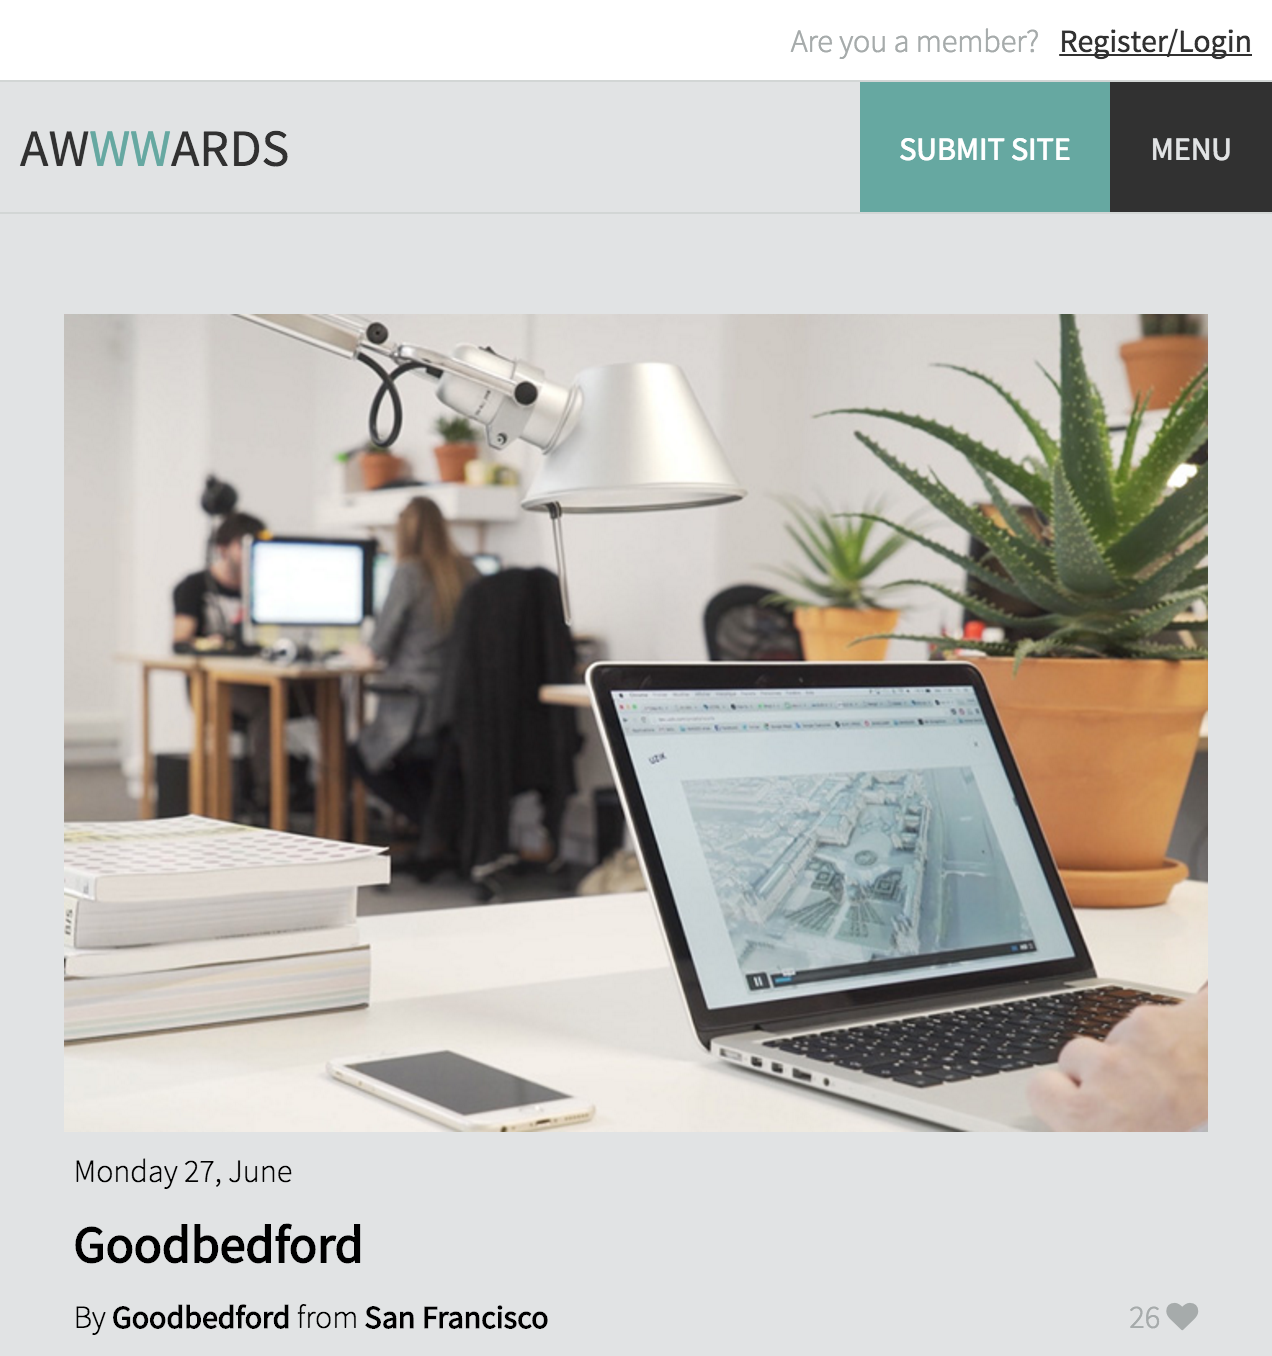 Are you a member? Register/Login
AWWWARDS
SUBMIT SITE
MENU
UZIK
Monday 27, June
Goodbedford
By Goodbedford from San Francisco
26